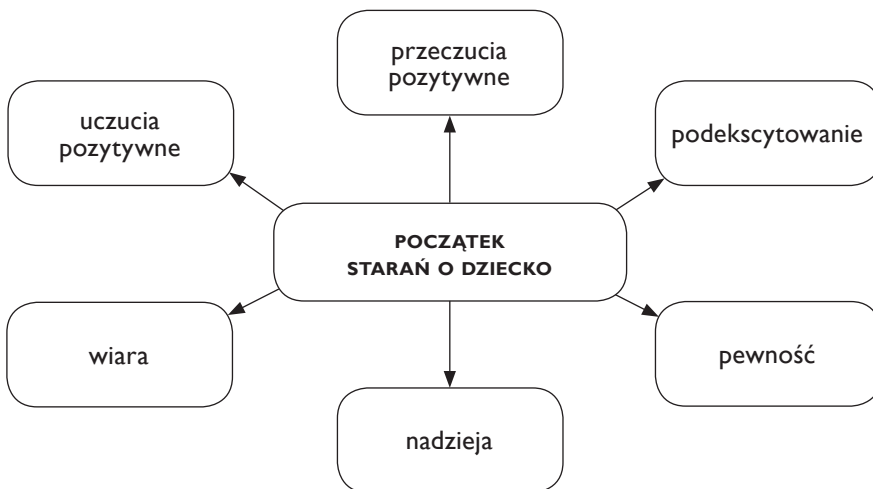 przeczucia
pozytywne
uczucia
pozytywne
podekscytowanie
POCZĄTEK
STARAŃ O DZIECKO
wiara
pewność
nadzieja